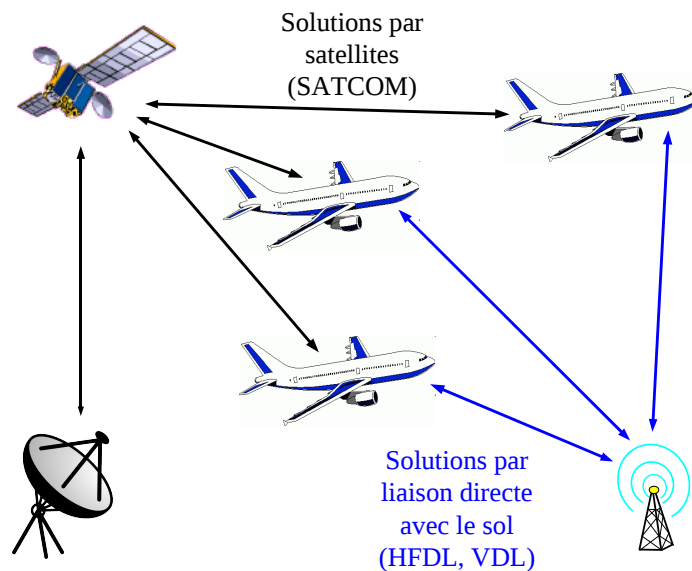 Solutions par
satellites
(SATCOM)
Solutions par
liaison directe
avec le sol
(HFDL, VDL)